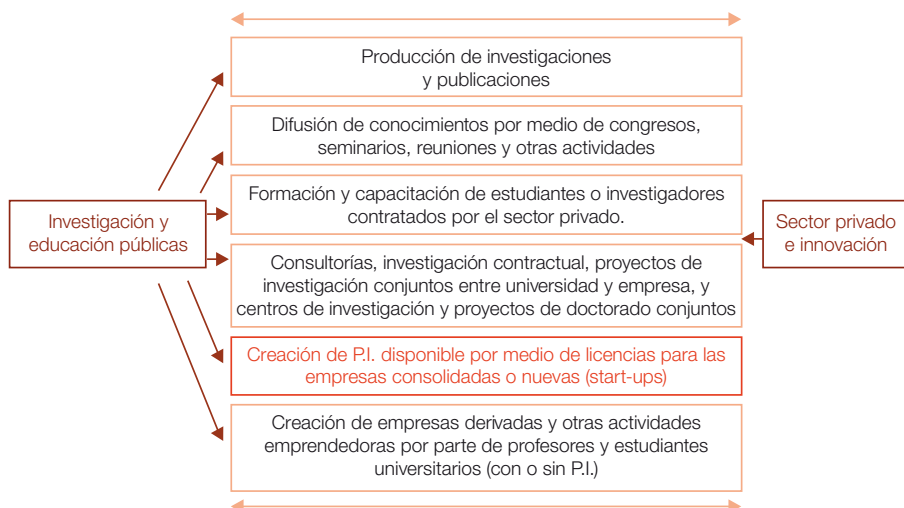 Producción de investigaciones
y publicaciones
Difusión de conocimientos por medio de congresos,
seminarios, reuniones y otras actividades
Investigación y
educación públicas
Formación y capacitación de estudiantes o investigadores
contratados por el sector privado.
Sector privado
e innovación
Consultorías, investigación contractual, proyectos de
investigación conjuntos entre universidad y empresa, y
centros de investigación y proyectos de doctorado conjuntos
Creación de P.I. disponible por medio de licencias para las
empresas consolidadas o nuevas (start-ups)
Creación de empresas derivadas y otras actividades
emprendedoras por parte de profesores y estudiantes
universitarios (con o sin P.I.)